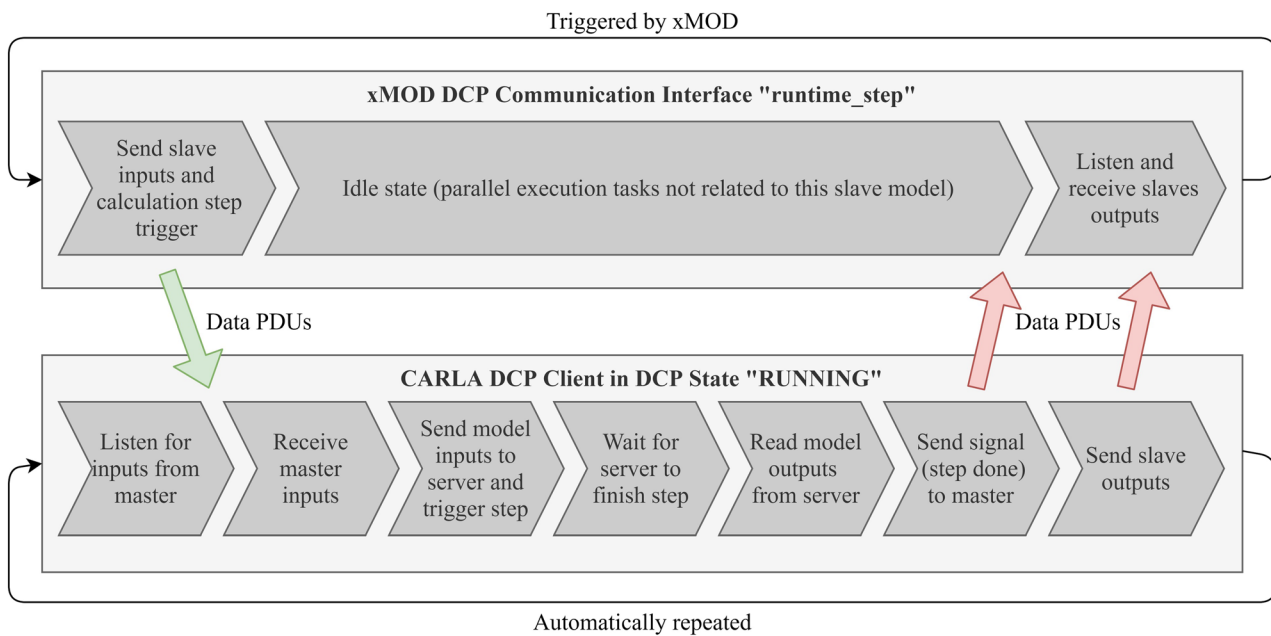 Triggered by xMOD
xMOD DCP Communication Interface "runtime_step"
Send slave
inputs and
calculation step
trigger
Idle state (parallel execution tasks not related to this slave model)
Listen and
receive slaves
outputs
Data PDUs
Data PDUs
CARLA DCP Client in DCP State "RUNNING"
Listen for
inputs from
master
Receive
master
inputs
Send model
inputs to
server and
trigger step
Wait for
server to
finish step
Read model
outputs
from server
Send signal
(step done)
to master
Send slave
outputs
Automatically repeated